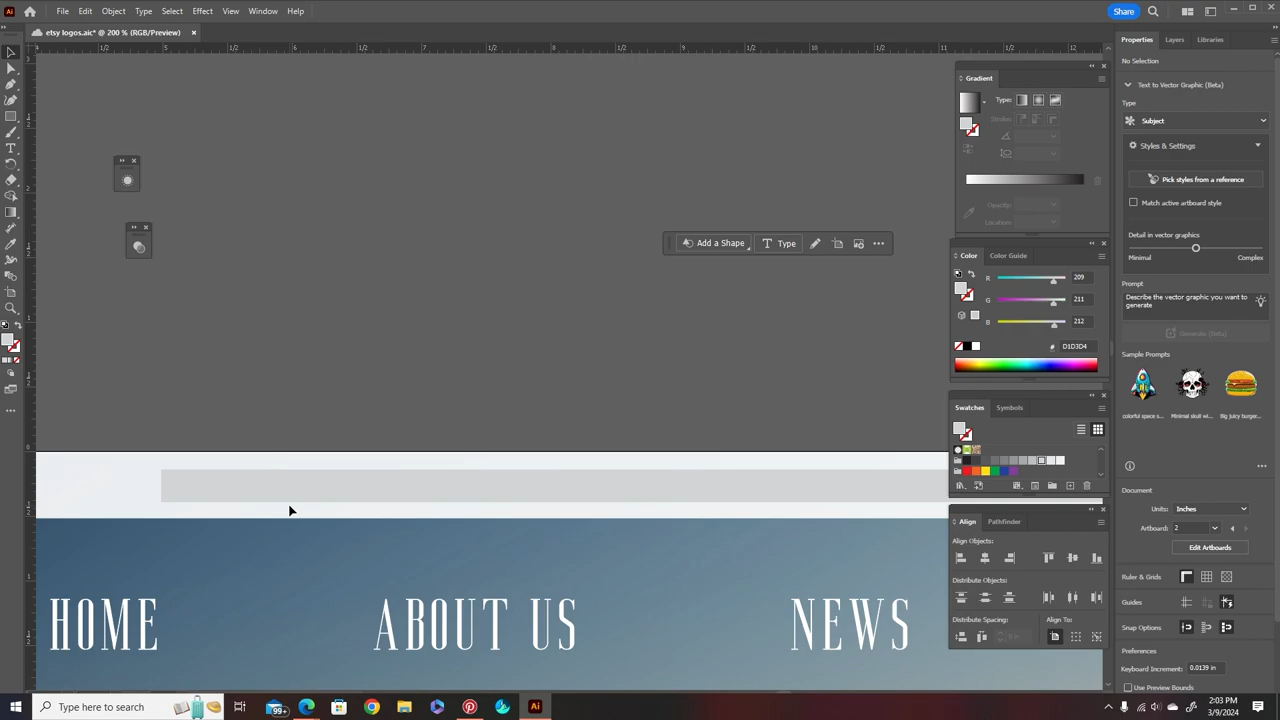 File Edit Object Type Select Effect View Window Help
Share
etsy logos.aic* @ 200 % (RGB/Preview)
Properties Layers Libraries
No Selection
Text to Vector Graphic (Beta)
Type
Subject
Styles & Settings
Pick styles from a reference
Match active artboard style
Detail in vector graphics
Minimal Complex
Prompt
Describe the vector graphic you want to
generate
Generate (Beta)
Sample Prompts
colorful space s... Minimal skull wi... Big juicy burger...
Document
Units: Inches
Artboard: 2
Edit Artboards
Ruler & Grids
Guides
Snap Options
Preferences
Keyboard Increment: 0.0139 in
Use Preview Bounds
Gradient
Type:
Stroke:
Opacity:
Location:
Color Color Guide
R 209
G 211
B 212
# D1D3D4
Swatches Symbols
Align Pathfinder
Align Objects:
Distribute Objects:
Distribute Spacing: Align To:
0 in
Add a Shape Type
HOME ABOUT US NEWS
Type here to search
99+
2:03 PM
3/9/2024